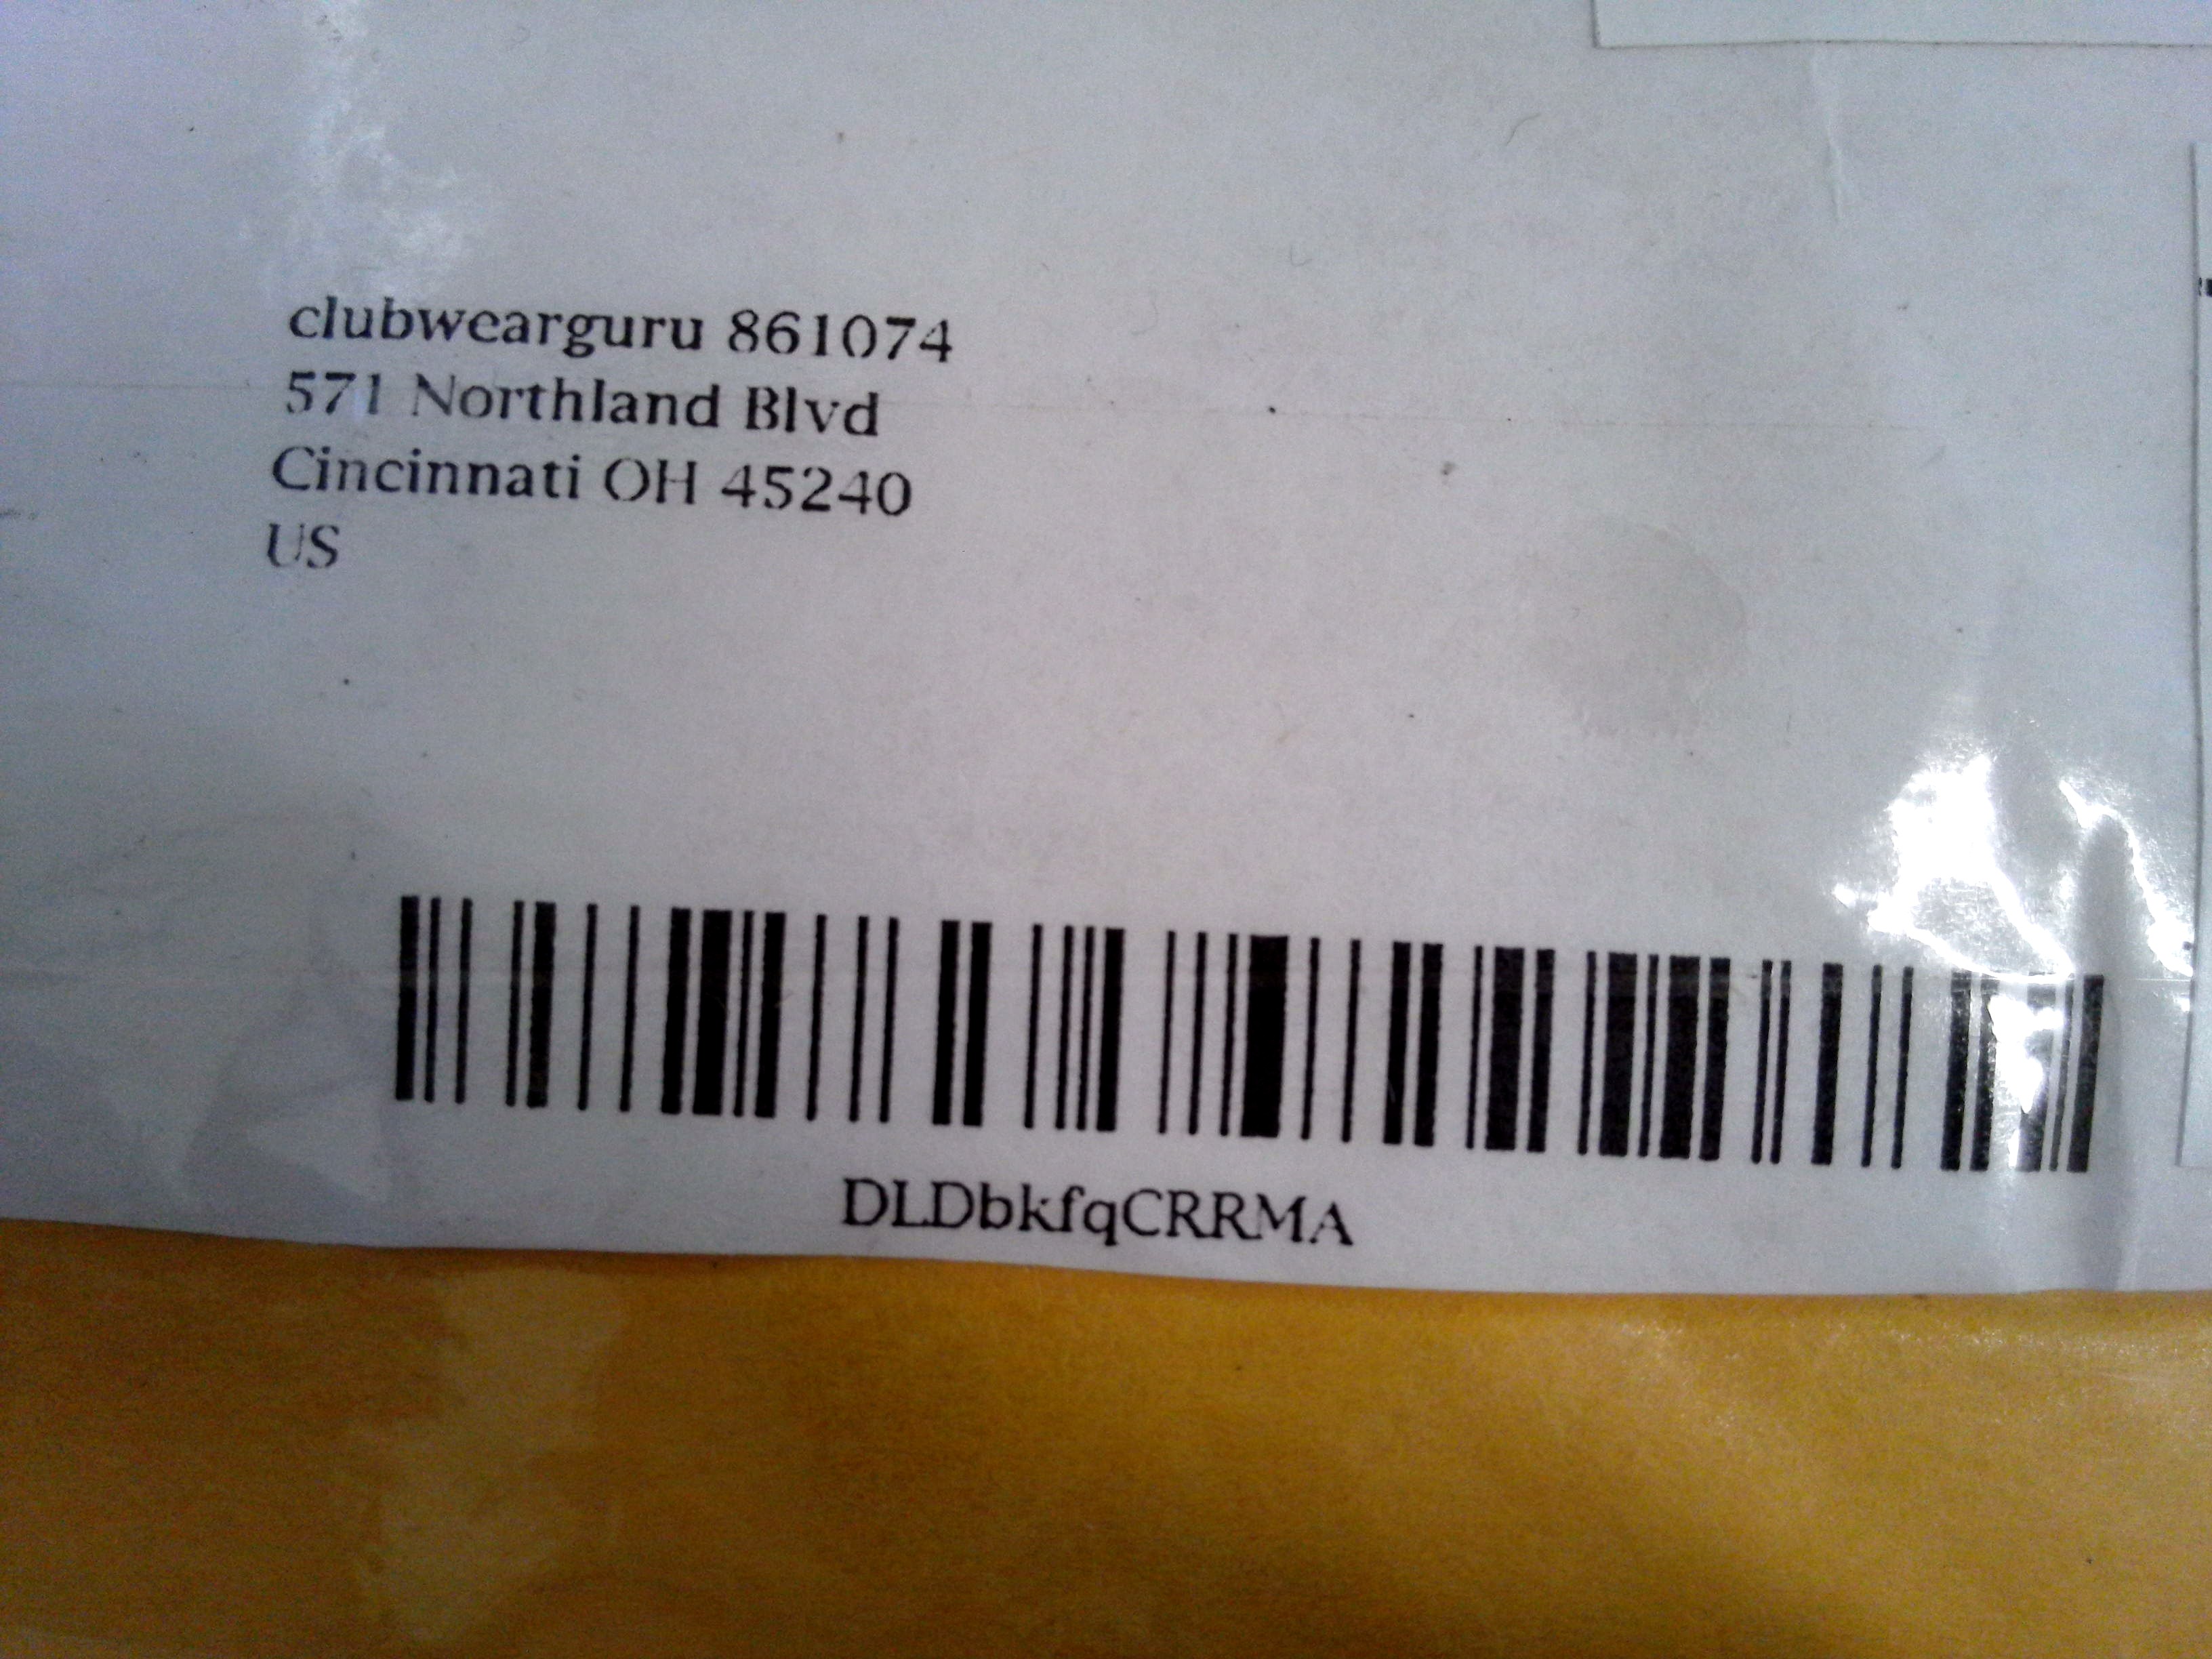 clubwearguru 861074
571 Northland Blvd
Cincinnati OH 45240
US
DLDbkfqCRRMA